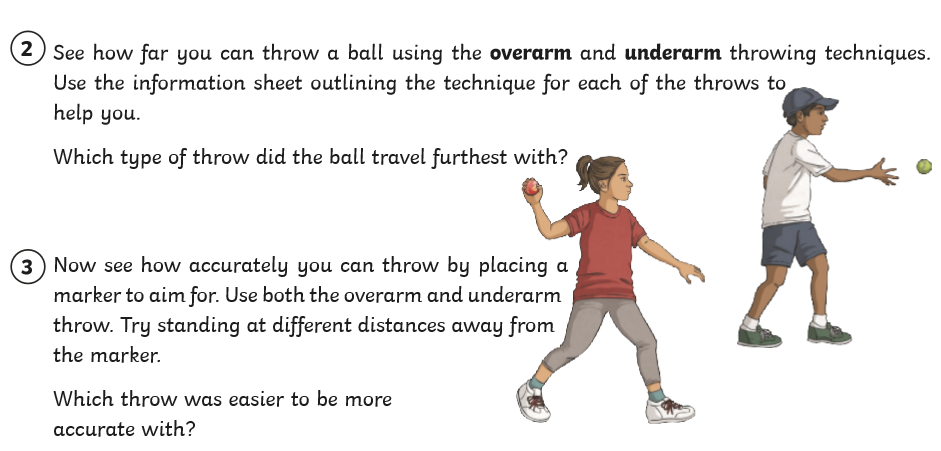 2 See how far you can throw a ball using the overarm and underarm throwing techniques.
Use the information sheet outlining the technique for each of the throws to
help you.
Which type of throw did the ball travel furthest with?
3 Now see how accurately you can throw by placing a
marker to aim for. Use both the overarm and underarm
throw. Try standing at different distances away from
the marker.
Which throw was easier to be more
accurate with?